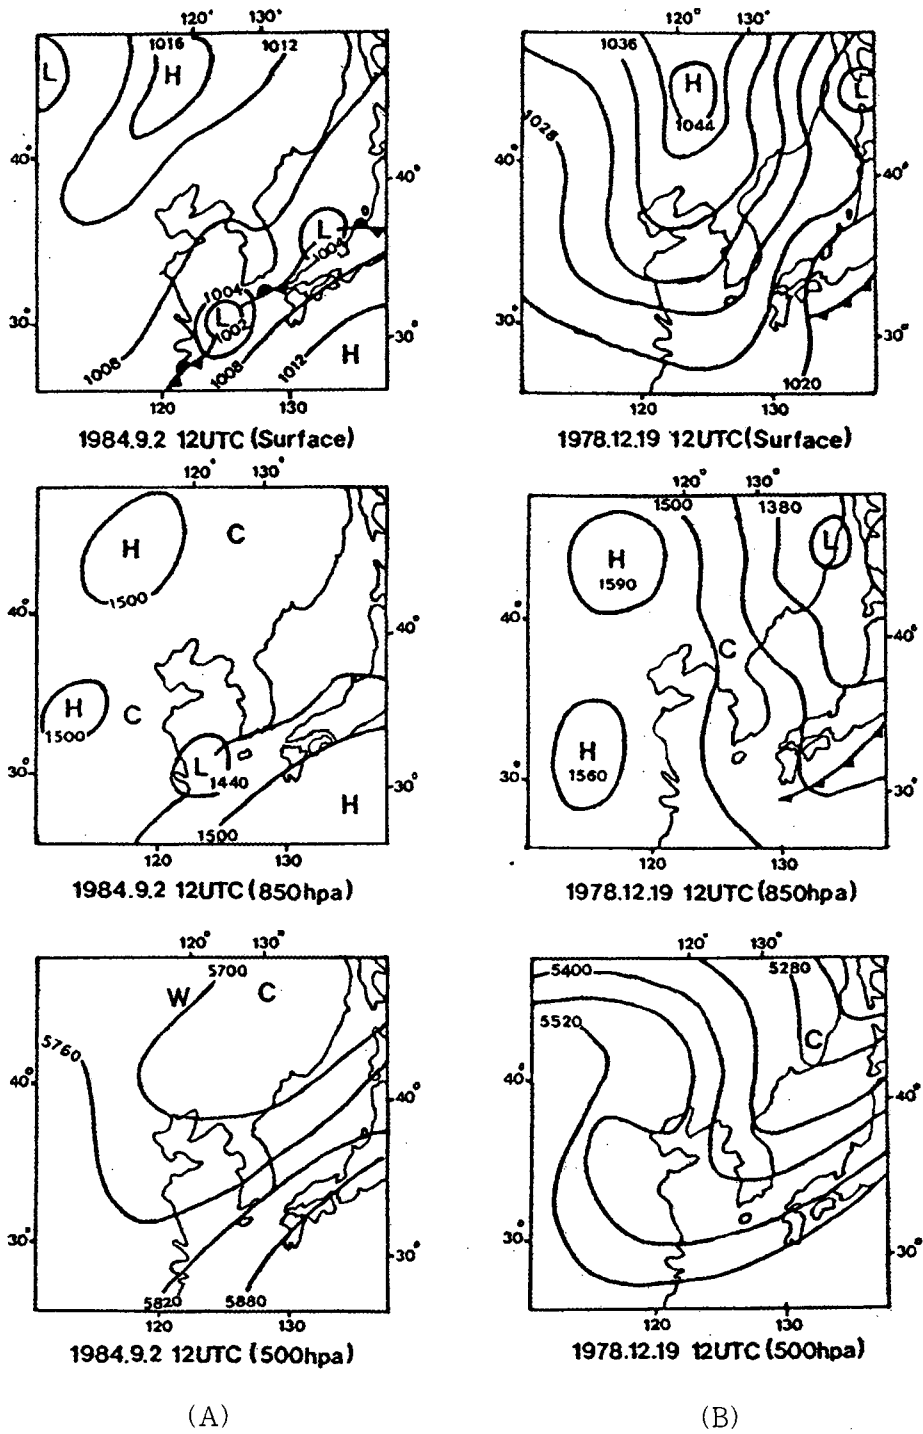 120° 130°
1016 1012
L H
40° 40°
L
1004
1004
L
1002
30° 30°
1008 1008 1012 H
120 130
1984.9.2 12UTC(Surface)
120° 130°
1036
H
L
1044
1028
40° 40°
30° 30°
1020
120 130
1978.12.19 12UTC(Surface)
120° 130°
H C
1500
40° 40°
H C
1500
L
1440
30° 30°
H
1500
120 130
1984.9.2 12UTC(850hpa)
120° 130°
1500 1380
L
H
1590
40° 40°
C
H
1560
30° 30°
120 130
1978.12.19 12UTC(850hpa)
120° 130°
5700
W C
5760
40° 40°
30° 30°
5820 5880
120 130
1984.9.2 12UTC(500hpa)
120° 130°
5400 5280
5520
C
40° 40°
30° 30°
120 130
1978.12.19 12UTC(500hpa)
(A) (B)